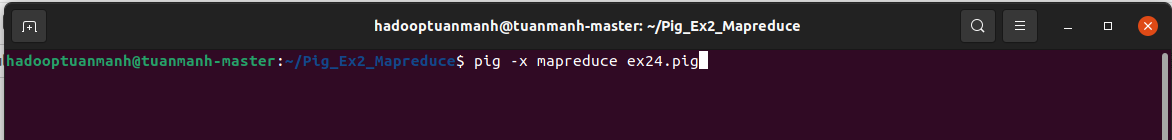 hadooptuanmanh@tuanmanh-master: ~/Pig_Ex2_Mapreduce
hadooptuanmanh@tuanmanh-master:~/Pig_Ex2_Mapreduce$ pig -x mapreduce ex24.pig